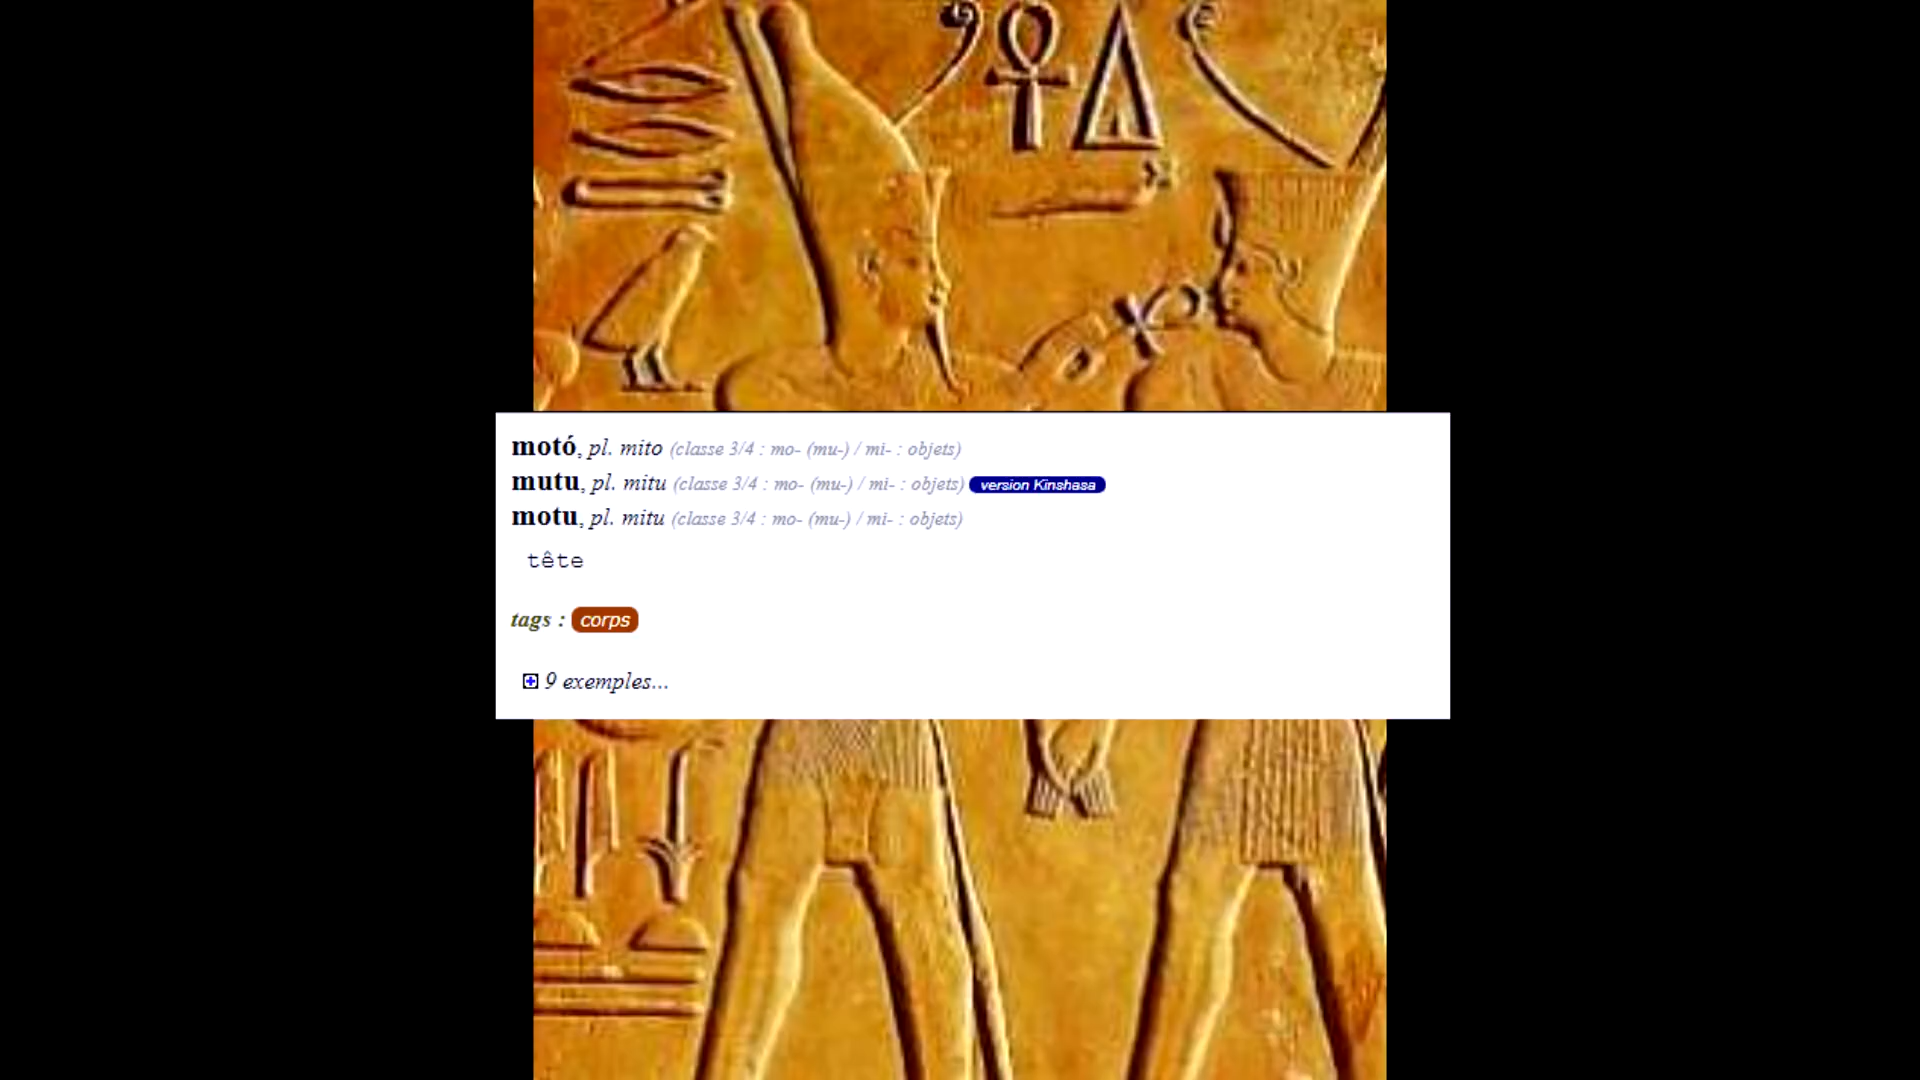 motó, pl. mito (classe 3/4 : mo- (mu-) / mi- : objets)
mutu, pl. mitu (classe 3/4 : mo- (mu-) / mi- : objets) version Kinshasa
motu, pl. mitu (classe 3/4 : mo- (mu-) / mi- : objets)
tête
tags : corps
9 exemples...